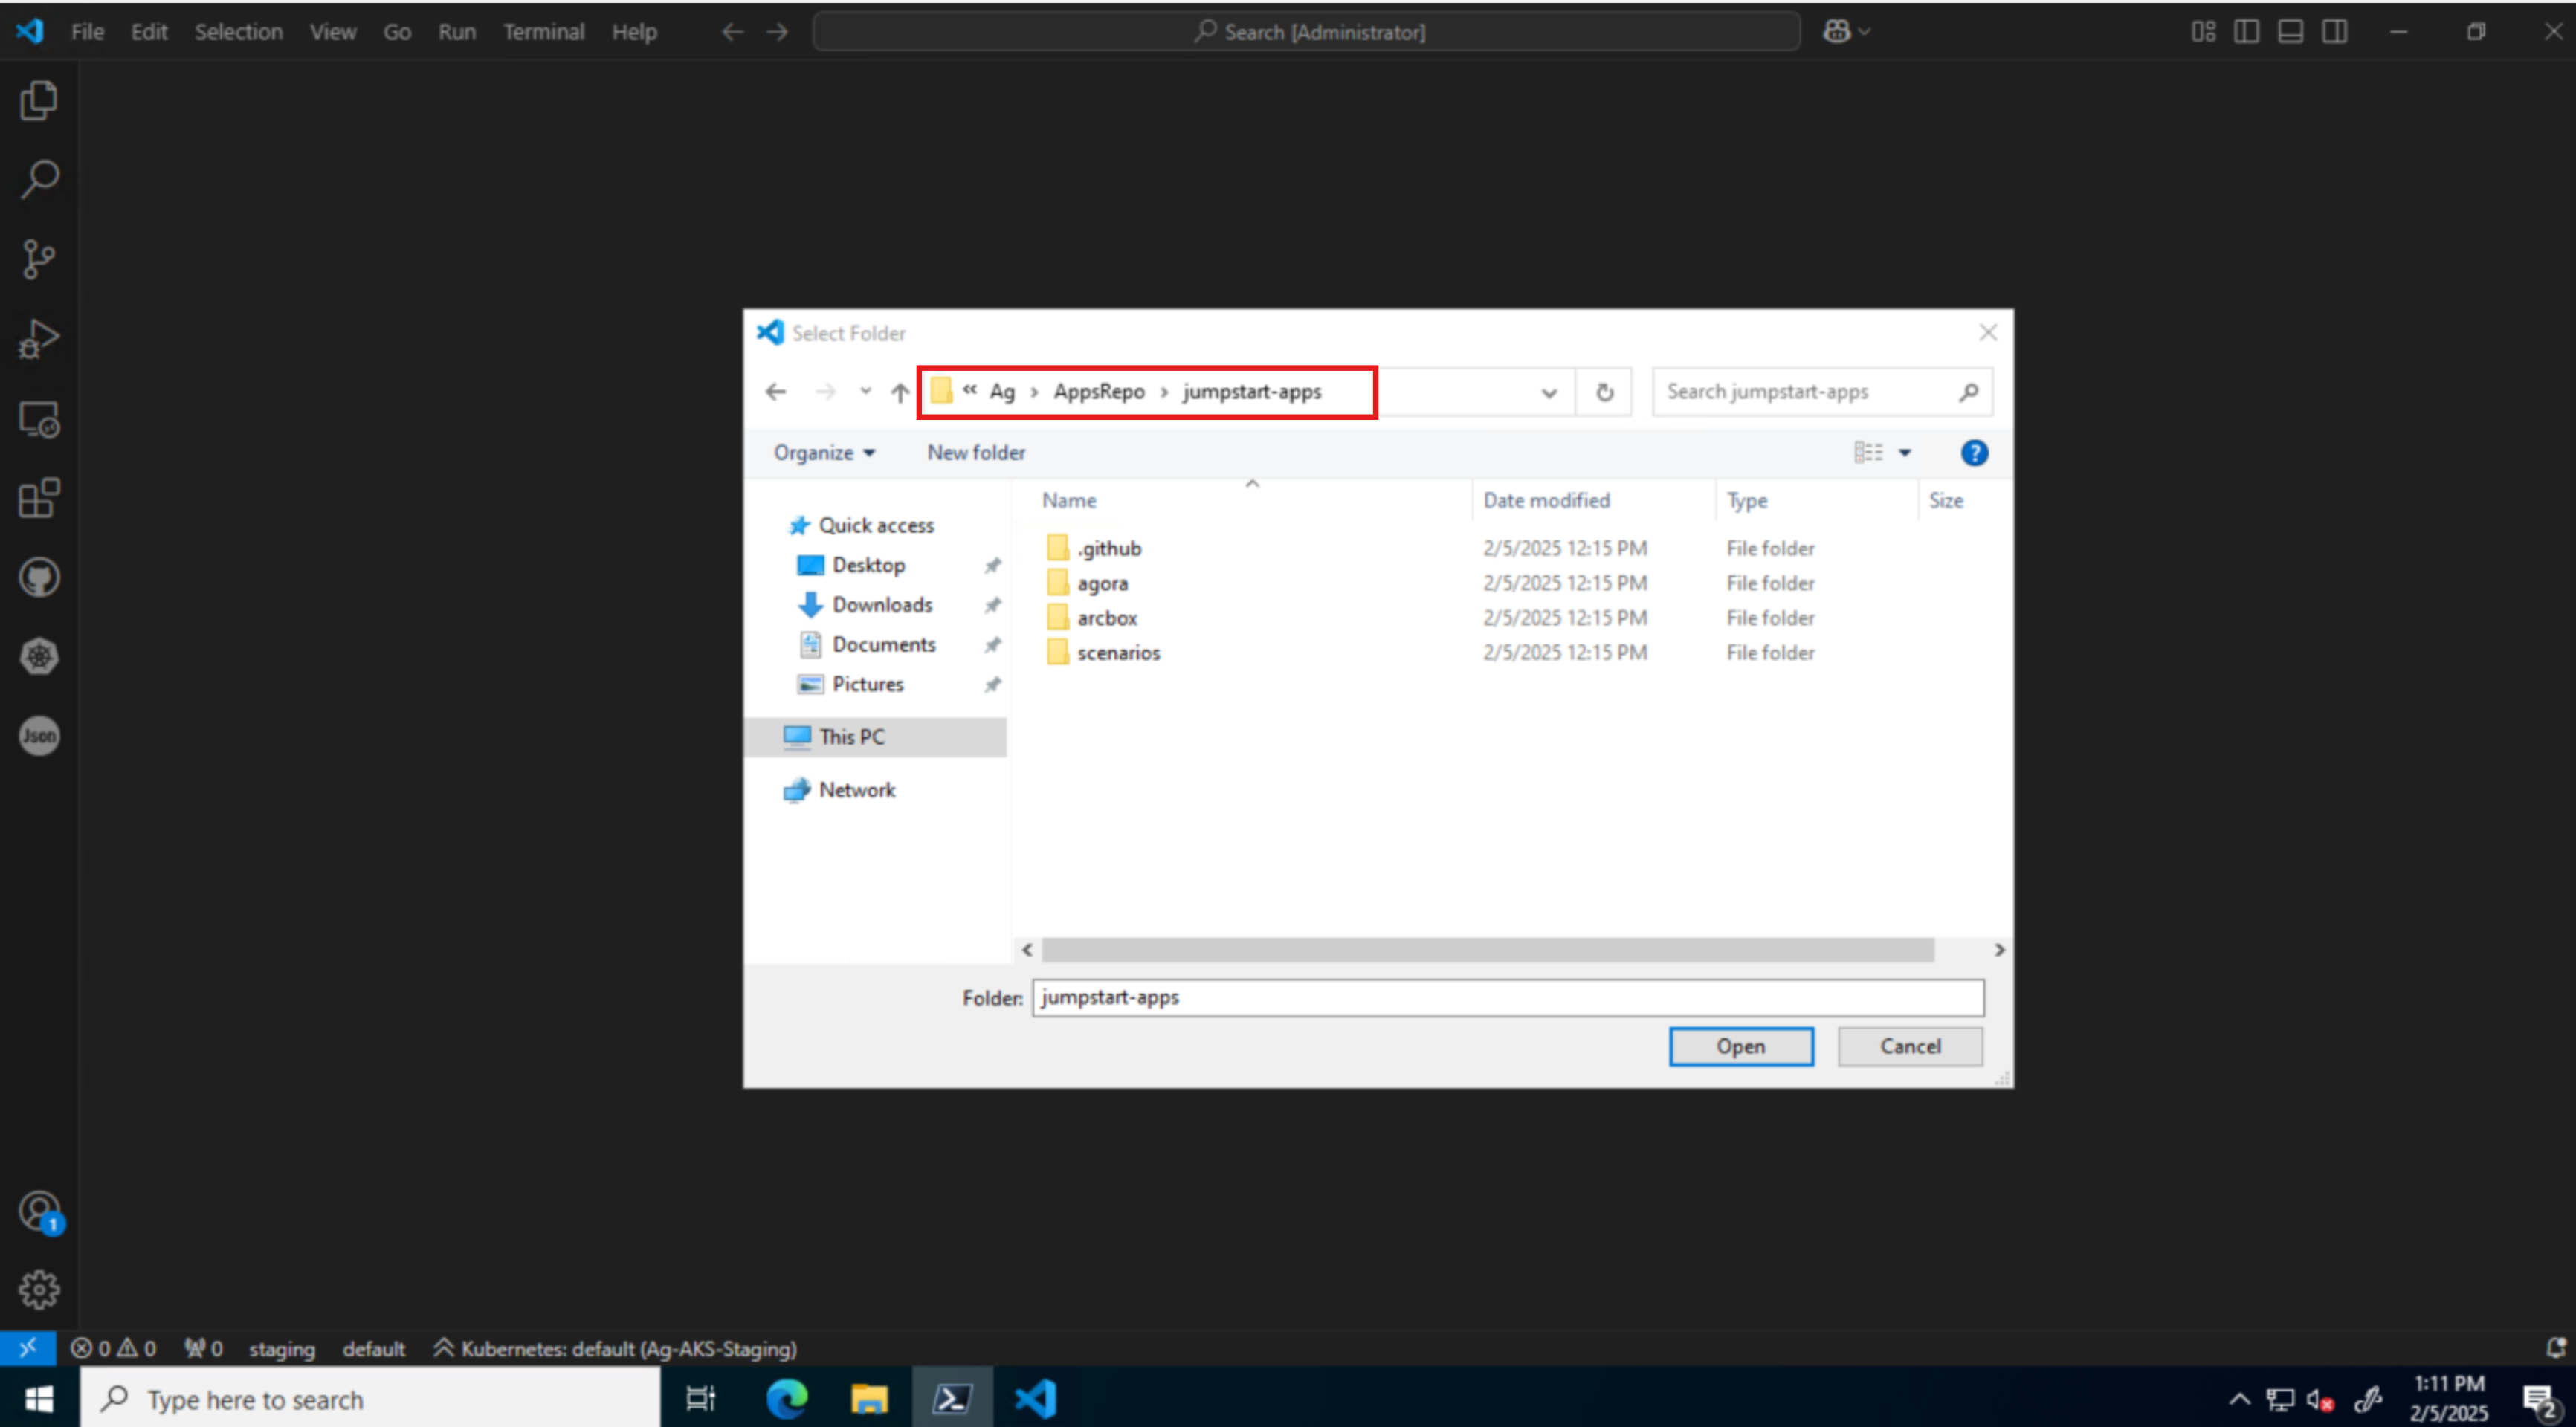 File Edit Selection View Go Run Terminal Help Search [Administrator]
Select Folder
« Ag › AppsRepo › jumpstart-apps Search jumpstart-apps
Organize New folder ?
Name Date modified Type Size
Quick access
Desktop
Downloads
Documents
Pictures
This PC
Network
.github 2/5/2025 12:15 PM File folder
agora 2/5/2025 12:15 PM File folder
arcbox 2/5/2025 12:15 PM File folder
scenarios 2/5/2025 12:15 PM File folder
Folder: jumpstart-apps
Open Cancel
Json
1
0 0 0 staging default Kubernetes: default (Ag-AKS-Staging)
Type here to search
1:11 PM
2/5/2025
2